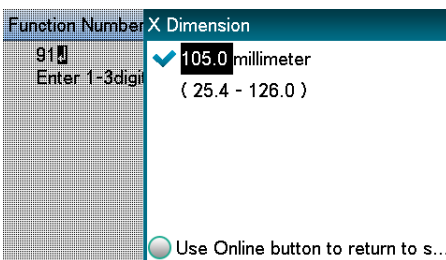 Function Number
91
Enter 1-3digi
X Dimension
105.0 millimeter
( 25.4 - 126.0 )
Use Online button to return to s...